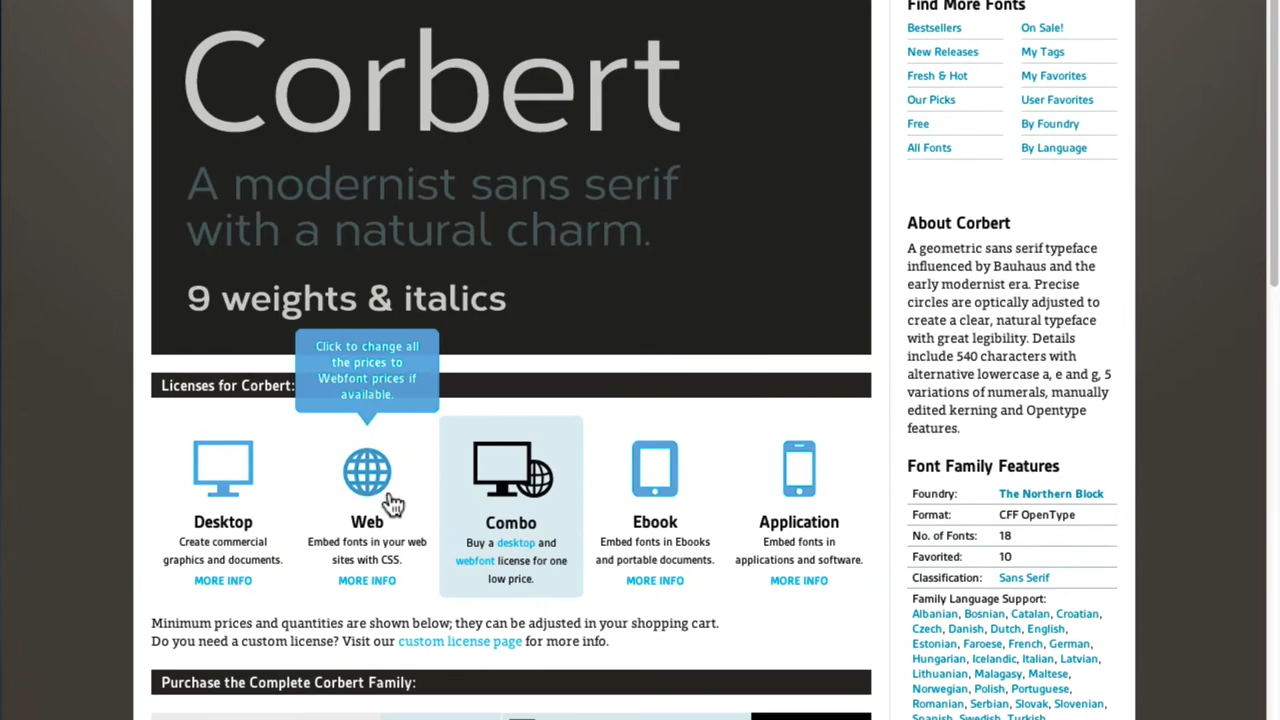 Corbert
A modernist sans serif
with a natural charm.
9 weights & italics
Click to change all
the prices to
Webfont prices if
available.
Licenses for Corbert:
Desktop
Create commercial
graphics and documents.
MORE INFO
Web
Embed fonts in your web
sites with CSS.
MORE INFO
Combo
Buy a desktop and
webfont license for one
low price.
Ebook
Embed fonts in Ebooks
and portable documents.
MORE INFO
Application
Embed fonts in
applications and software.
MORE INFO
Minimum prices and quantities are shown below; they can be adjusted in your shopping cart.
Do you need a custom license? Visit our custom license page for more info.
Purchase the Complete Corbert Family:
Find More Fonts
Bestsellers
New Releases
Fresh & Hot
Our Picks
Free
All Fonts
On Sale!
My Tags
My Favorites
User Favorites
By Foundry
By Language
About Corbert
A geometric sans serif typeface
influenced by Bauhaus and the
early modernist era. Precise
circles are optically adjusted to
create a clear, natural typeface
with great legibility. Details
include 540 characters with
alternative lowercase a, e and g, 5
variations of numerals, manually
edited kerning and Opentype
features.
Font Family Features
Foundry: The Northern Block
Format: CFF OpenType
No. of Fonts: 18
Favorited: 10
Classification: Sans Serif
Family Language Support:
Albanian, Bosnian, Catalan, Croatian,
Czech, Danish, Dutch, English,
Estonian, Faroese, French, German,
Hungarian, Icelandic, Italian, Latvian,
Lithuanian, Malagasy, Maltese,
Norwegian, Polish, Portuguese,
Romanian, Serbian, Slovak, Slovenian,
Spanish, Swedish, Turkish